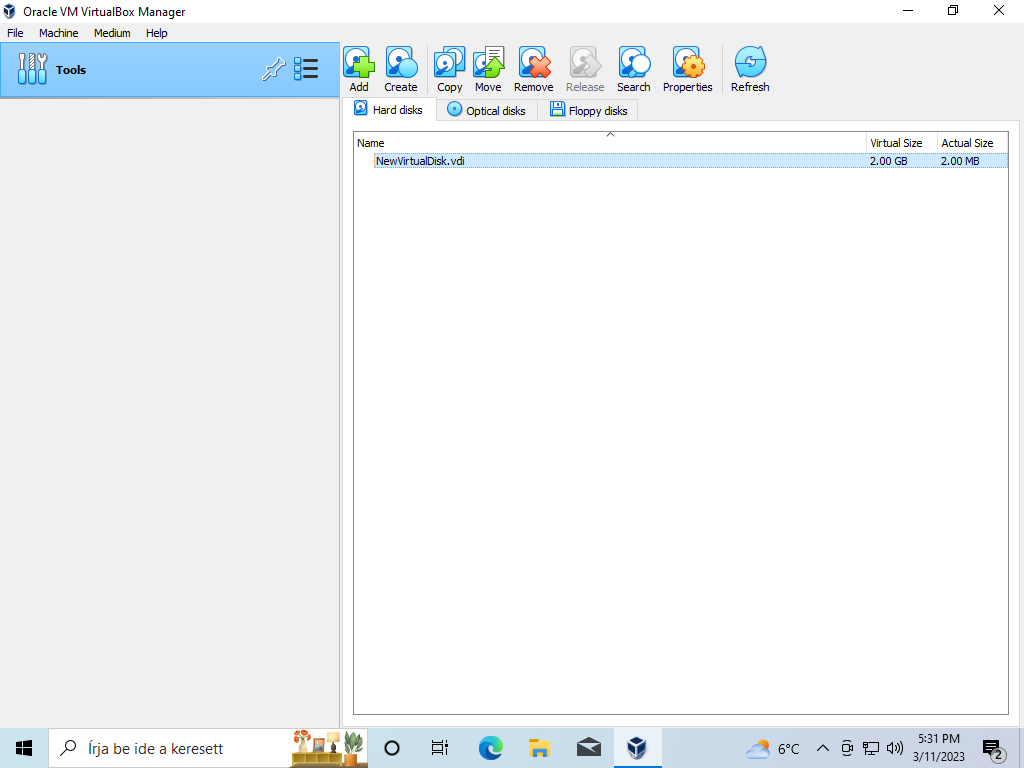 Oracle VM VirtualBox Manager
File Machine Medium Help
Tools
Add Create Copy Move Remove Release Search Properties Refresh
Hard disks Optical disks Floppy disks
Name Virtual Size Actual Size
NewVirtualDisk.vdi 2.00 GB 2.00 MB
Írja be ide a keresett
6°C
5:31 PM
3/11/2023
2